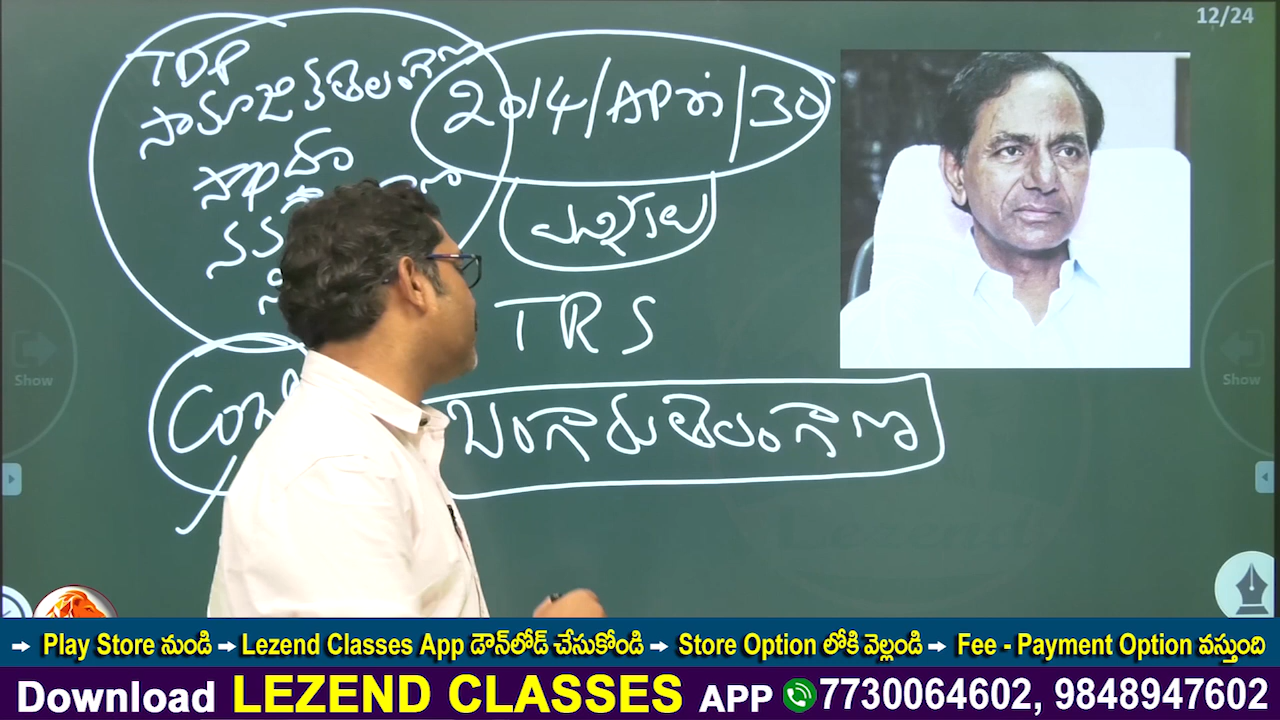 12/24
TDP
సామాజిక తెలంగాణ
2014/April/30
ఎన్నికలు
TRS
బంగారు తెలంగాణ
Show
Show
Play Store నుండి Lezend Classes App డౌన్‌లోడ్ చేసుకోండి Store Option లోకి వెల్లండి Fee - Payment Option వస్తుంది
Download LEZEND CLASSES APP 7730064602, 9848947602